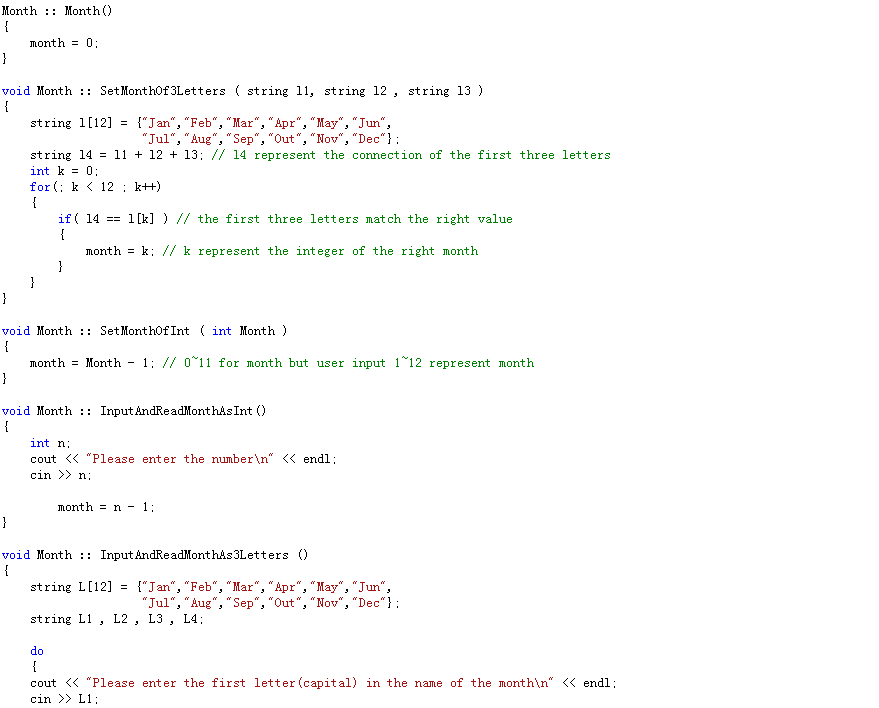 Month :: Month()
{
    month = 0;
}

void Month :: SetMonthOf3Letters ( string l1, string l2 , string l3 )
{
    string l[12] = {"Jan","Feb","Mar","Apr","May","Jun",
                    "Jul","Aug","Sep","Out","Nov","Dec"};
    string l4 = l1 + l2 + l3; // l4 represent the connection of the first three letters
    int k = 0;
    for(; k < 12 ; k++)
    {
        if( l4 == l[k] ) // the first three letters match the right value
        {
            month = k; // k represent the integer of the right month
        }
    }
}

void Month :: SetMonthOfInt ( int Month )
{
    month = Month - 1; // 0~11 for month but user input 1~12 represent month
}

void Month :: InputAndReadMonthAsInt()
{
    int n;
    cout << "Please enter the number\n" << endl;
    cin >> n;

        month = n - 1;
}

void Month :: InputAndReadMonthAs3Letters ()
{
    string L[12] = {"Jan","Feb","Mar","Apr","May","Jun",
                    "Jul","Aug","Sep","Out","Nov","Dec"};
    string L1 , L2 , L3 , L4;

    do
    {
    cout << "Please enter the first letter(capital) in the name of the month\n" << endl;
    cin >> L1;